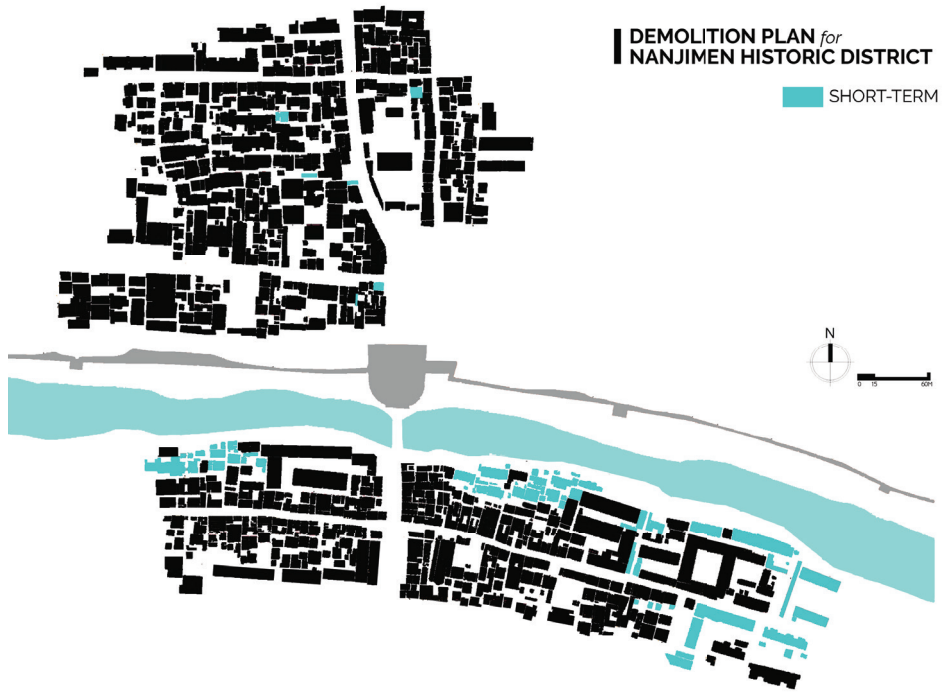 DEMOLITION PLAN for
NANJIMEN HISTORIC DISTRICT
SHORT-TERM
N
0 15 60M